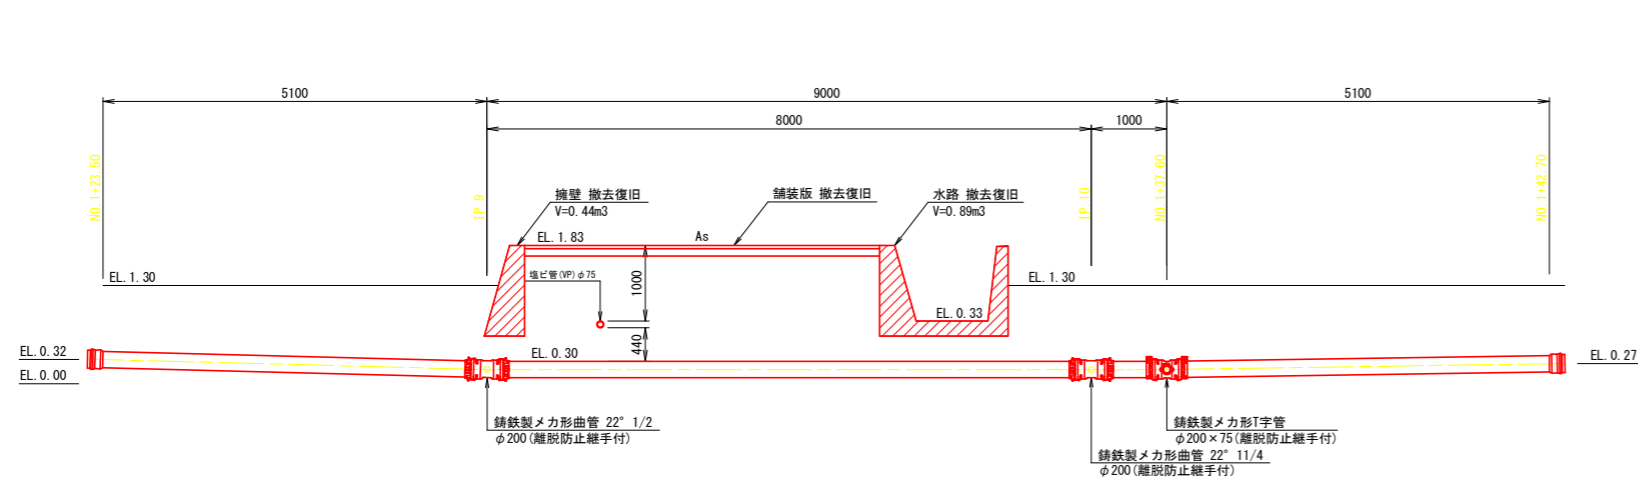 5100
9000
5100
8000
1000
NO.1+23.50
IP.9
IP.10
NO.1+37.60
NO.1+42.70
擁壁 撤去復旧
V=0.44m3
舗装版 撤去復旧
水路 撤去復旧
V=0.89m3
EL.1.83
As
EL.1.30
塩ビ管(VP)φ75
1000
EL.1.30
EL.0.33
440
EL.0.32
EL.0.30
EL.0.27
EL.0.00
鋳鉄製メカ形曲管 22°1/2
φ200(離脱防止継手付)
鋳鉄製メカ形T字管
φ200×75(離脱防止継手付)
鋳鉄製メカ形曲管 22°11/4
φ200(離脱防止継手付)